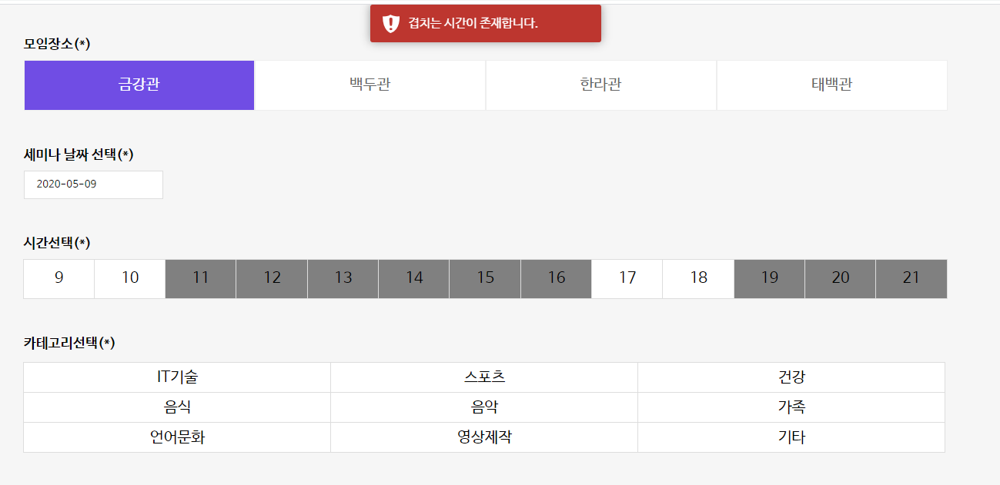 겹치는 시간이 존재합니다.
모임장소(*)
금강관 백두관 한라관 태백관
세미나 날짜 선택(*)
2020-05-09
시간선택(*)
9 10 11 12 13 14 15 16 17 18 19 20 21
카테고리선택(*)
IT기술 스포츠 건강
음식 음악 가족
언어문화 영상제작 기타